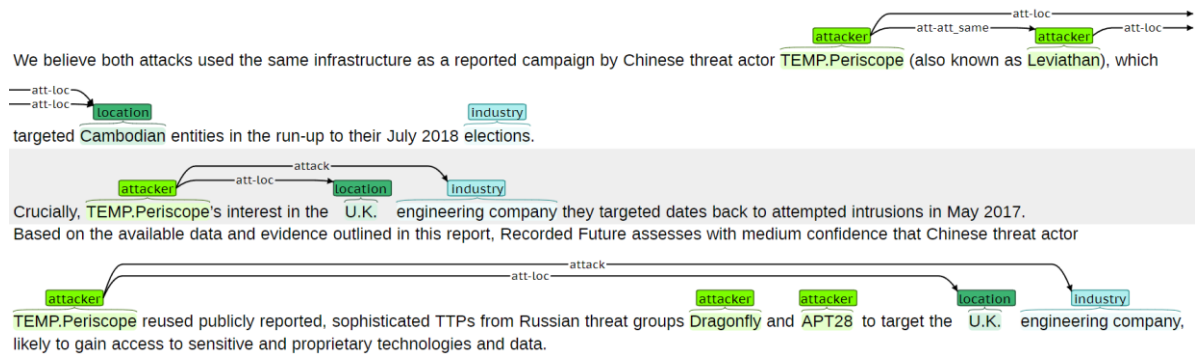 att-loc
attacker att-att_same attacker att-loc
We believe both attacks used the same infrastructure as a reported campaign by Chinese threat actor TEMP.Periscope (also known as Leviathan), which
att-loc
att-loc
location industry
targeted Cambodian entities in the run-up to their July 2018 elections.
attack
att-loc
attacker location Industry
Crucially, TEMP.Periscope's interest in the U.K. engineering company they targeted dates back to attempted intrusions in May 2017.
Based on the available data and evidence outlined in this report, Recorded Future assesses with medium confidence that Chinese threat actor
attack
att-loc
attacker attacker attacker location industry
TEMP.Periscope reused publicly reported, sophisticated TTPs from Russian threat groups Dragonfly and APT28 to target the U.K. engineering company,
likely to gain access to sensitive and proprietary technologies and data.